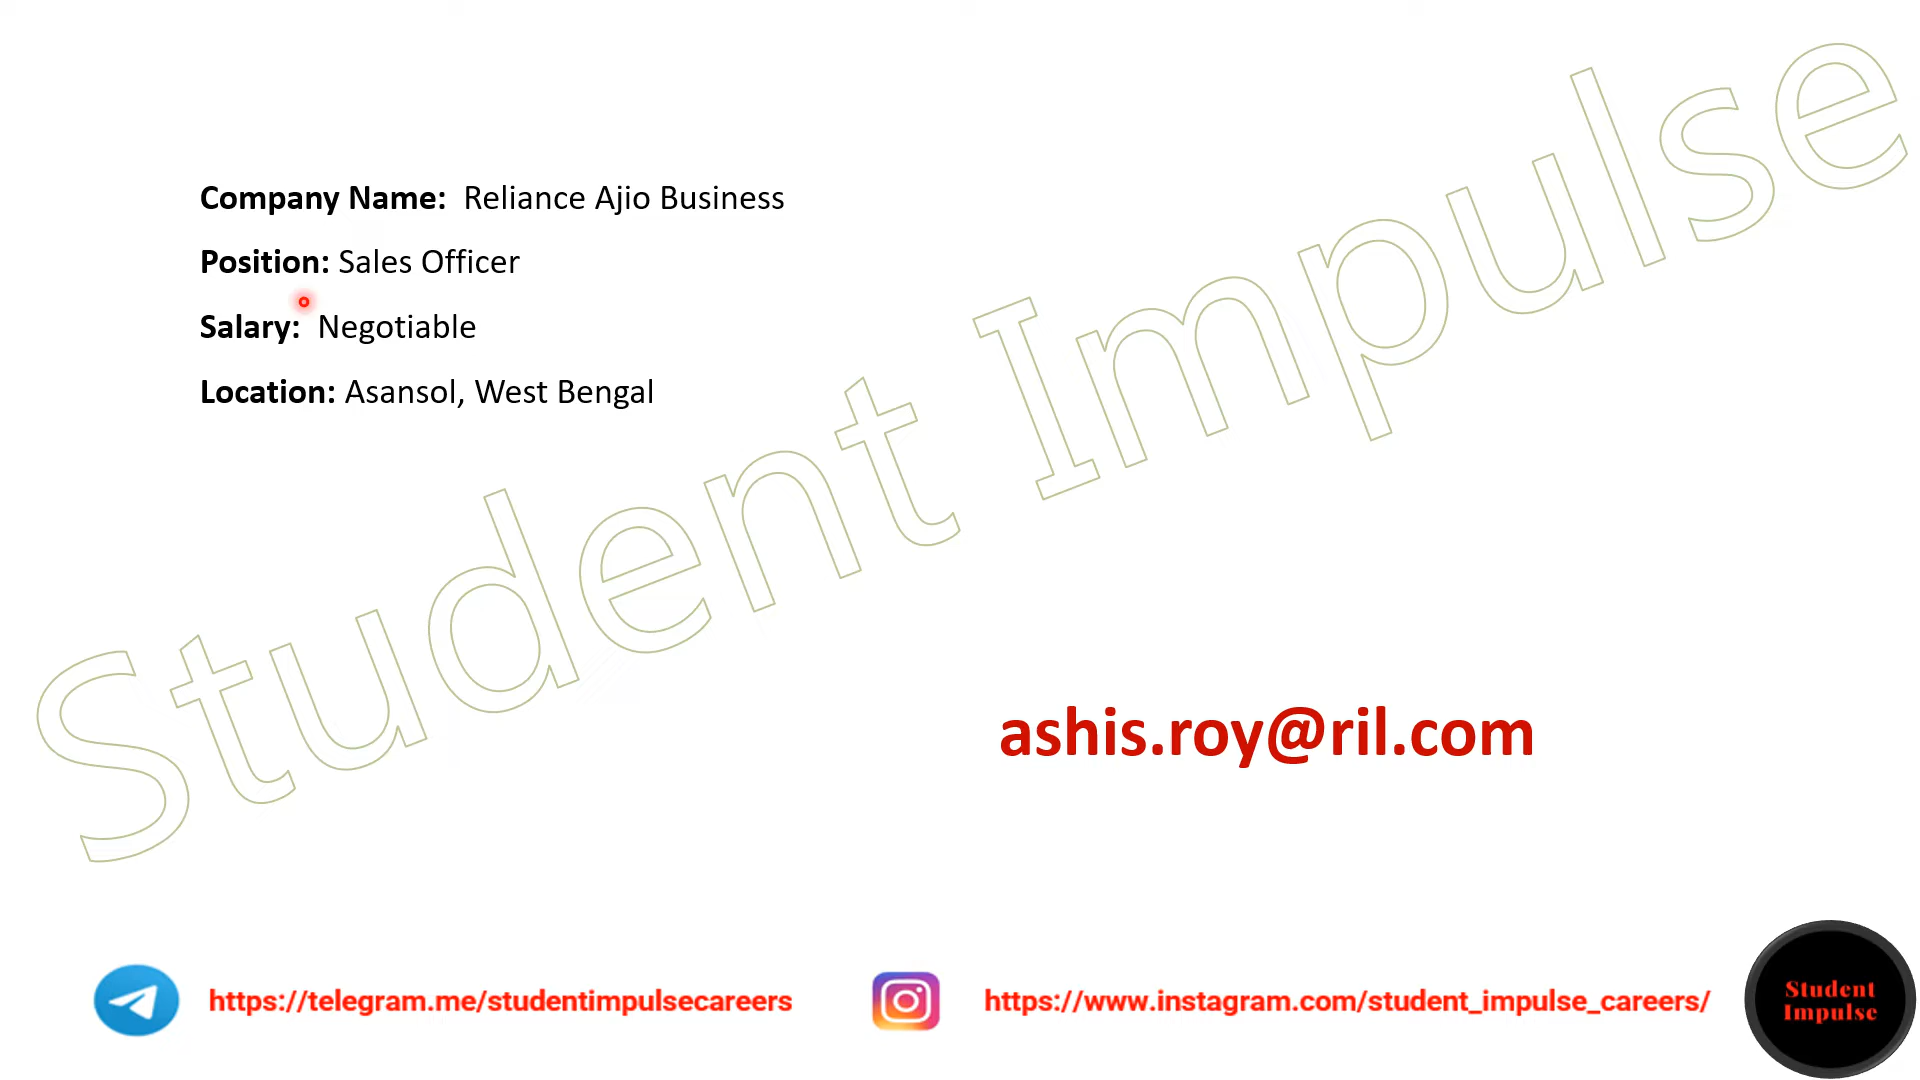 Company Name: Reliance Ajio Business
Position: Sales Officer
Salary: Negotiable
Location: Asansol, West Bengal
Student Impulse
ashis.roy@ril.com
https://telegram.me/studentimpulsecareers
https://www.instagram.com/student_impulse_careers/
Student
Impulse